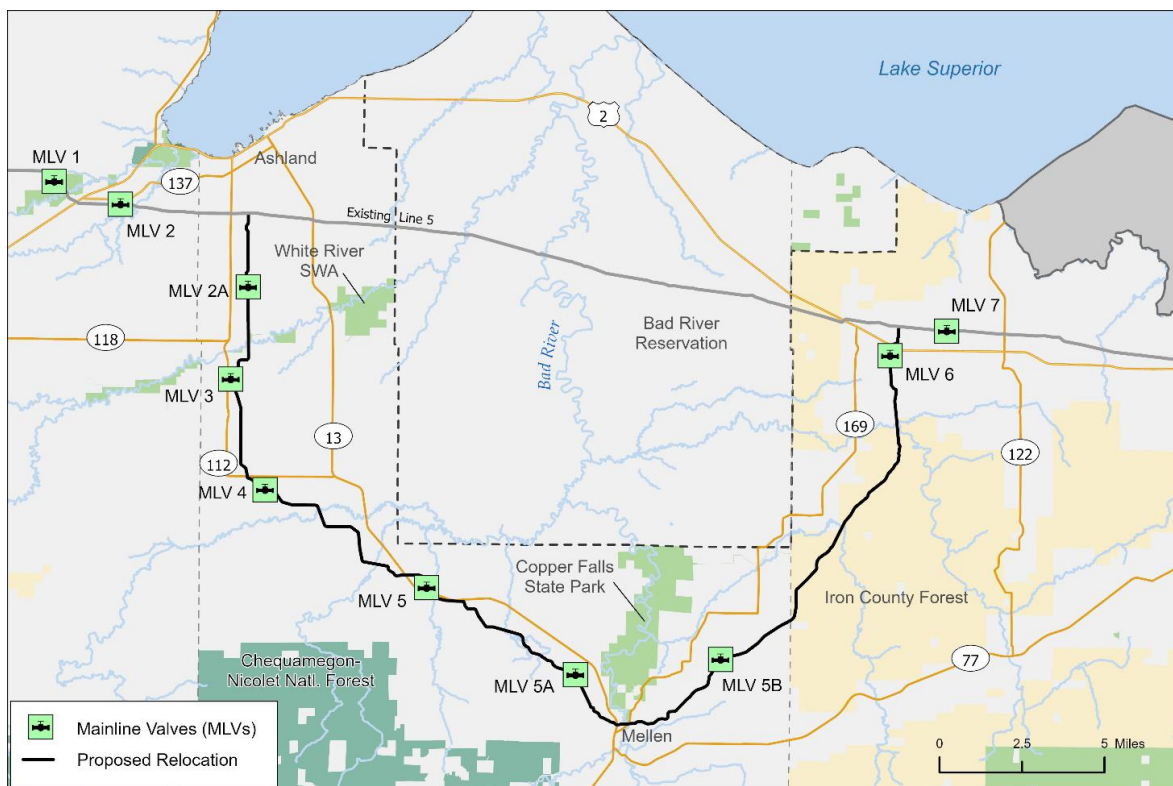 Lake Superior
2
MLV 1
Ashland
137
MLV 2
Existing Line 5
White River
SWA
MLV 2A
MLV 7
118
Bad River
Bad River
Reservation
MLV 6
MLV 3
13
169
112
122
MLV 4
Copper Falls
State Park
MLV 5
Iron County Forest
Chequamegon-
Nicolet Natl. Forest
MLV 5A
MLV 5B
77
Mellen
Mainline Valves (MLVs)
Proposed Relocation
0 2.5 5 Miles